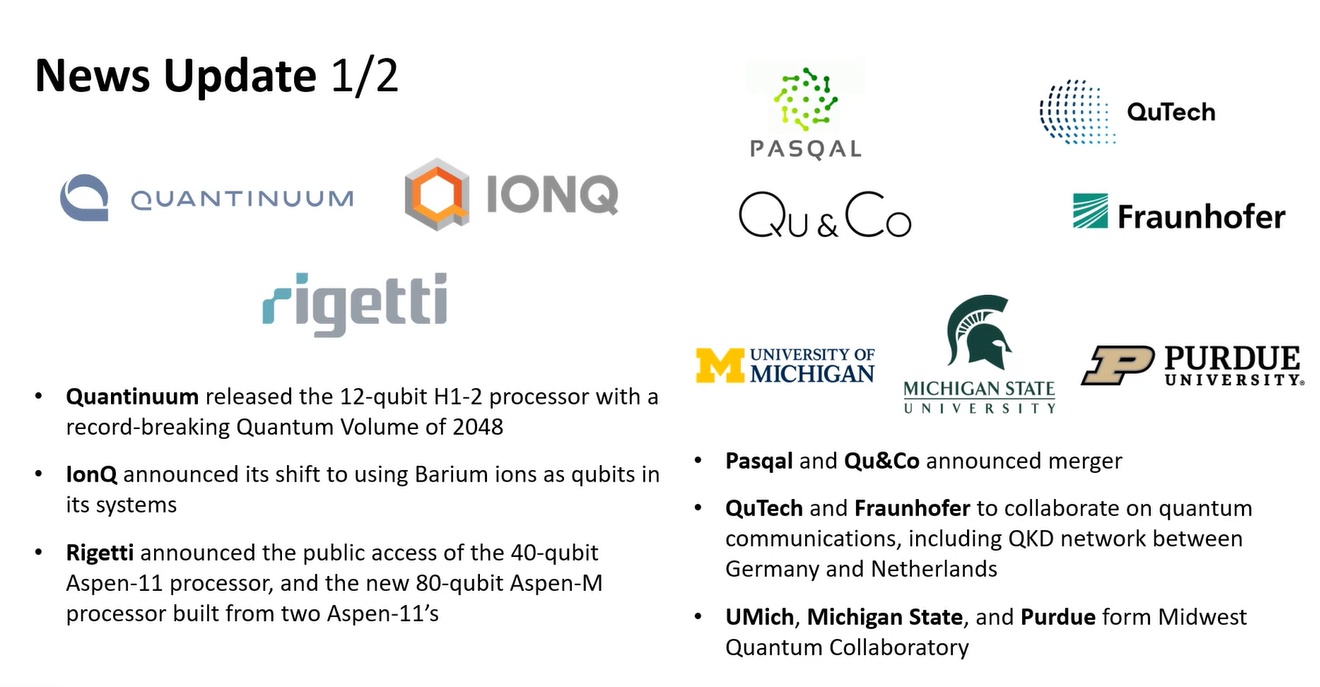 News Update 1/2
QUANTINUUM
IONQ
rigetti
• Quantinuum released the 12-qubit H1-2 processor with a
record-breaking Quantum Volume of 2048
• IonQ announced its shift to using Barium ions as qubits in
its systems
• Rigetti announced the public access of the 40-qubit
Aspen-11 processor, and the new 80-qubit Aspen-M
processor built from two Aspen-11’s
PASQAL
QuTech
QU & CO
Fraunhofer
M UNIVERSITY OF
MICHIGAN
MICHIGAN STATE
UNIVERSITY
P PURDUE
UNIVERSITY®
• Pasqal and Qu&Co announced merger
• QuTech and Fraunhofer to collaborate on quantum
communications, including QKD network between
Germany and Netherlands
• UMich, Michigan State, and Purdue form Midwest
Quantum Collaboratory